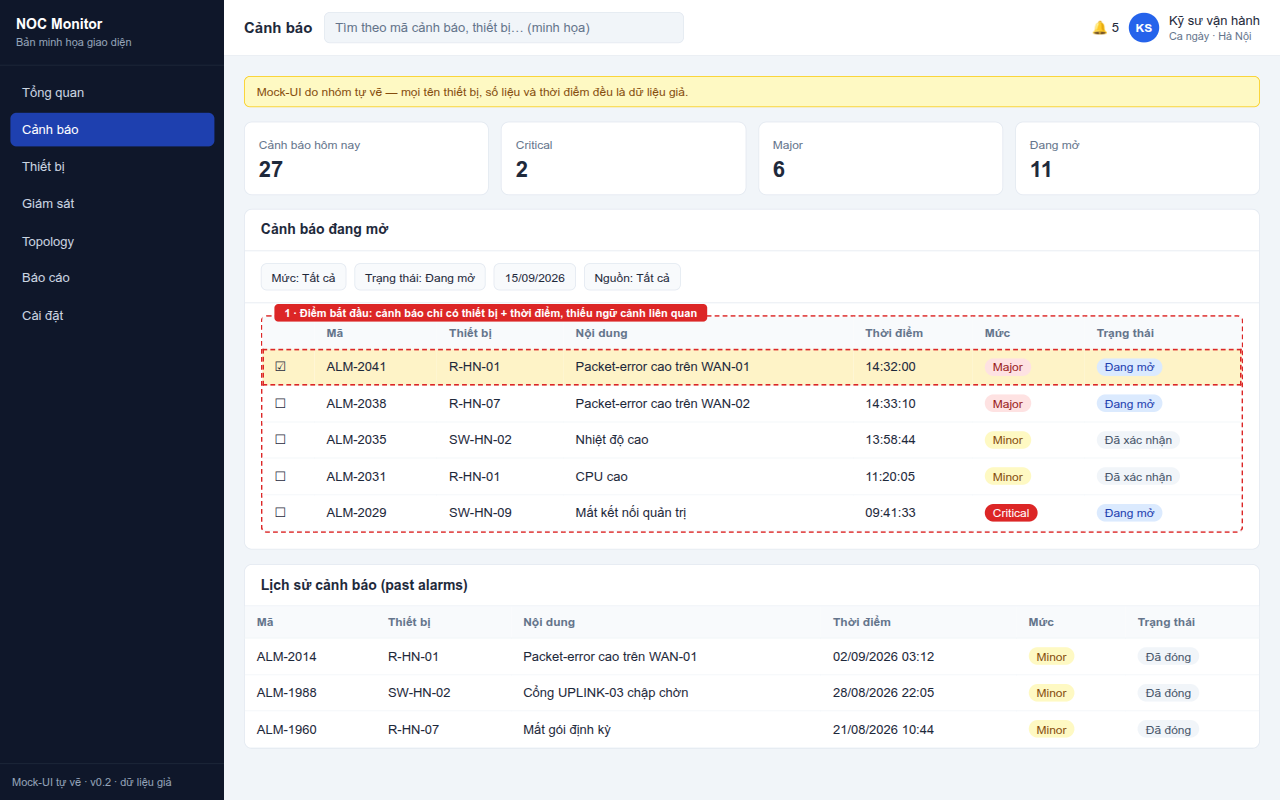 NOC Monitor
Bản minh họa giao diện
Tổng quan
Cảnh báo
Thiết bị
Giám sát
Topology
Báo cáo
Cài đặt
Mock-UI tự vẽ · v0.2 · dữ liệu giả
Cảnh báo
Tìm theo mã cảnh báo, thiết bị… (minh họa)
🔔 5
KS
Kỹ sư vận hành
Ca ngày · Hà Nội
Mock-UI do nhóm tự vẽ — mọi tên thiết bị, số liệu và thời điểm đều là dữ liệu giả.
Cảnh báo hôm nay
27
Critical
2
Major
6
Đang mở
11
Cảnh báo đang mở
Mức: Tất cả
Trạng thái: Đang mở
15/09/2026
Nguồn: Tất cả
1 · Điểm bắt đầu: cảnh báo chỉ có thiết bị + thời điểm, thiếu ngữ cảnh liên quan
Mã Thiết bị Nội dung Thời điểm Mức Trạng thái
☑ ALM-2041 R-HN-01 Packet-error cao trên WAN-01 14:32:00 Major Đang mở
☐ ALM-2038 R-HN-07 Packet-error cao trên WAN-02 14:33:10 Major Đang mở
☐ ALM-2035 SW-HN-02 Nhiệt độ cao 13:58:44 Minor Đã xác nhận
☐ ALM-2031 R-HN-01 CPU cao 11:20:05 Minor Đã xác nhận
☐ ALM-2029 SW-HN-09 Mất kết nối quản trị 09:41:33 Critical Đang mở
Lịch sử cảnh báo (past alarms)
Mã Thiết bị Nội dung Thời điểm Mức Trạng thái
ALM-2014 R-HN-01 Packet-error cao trên WAN-01 02/09/2026 03:12 Minor Đã đóng
ALM-1988 SW-HN-02 Cổng UPLINK-03 chập chờn 28/08/2026 22:05 Minor Đã đóng
ALM-1960 R-HN-07 Mất gói định kỳ 21/08/2026 10:44 Minor Đã đóng